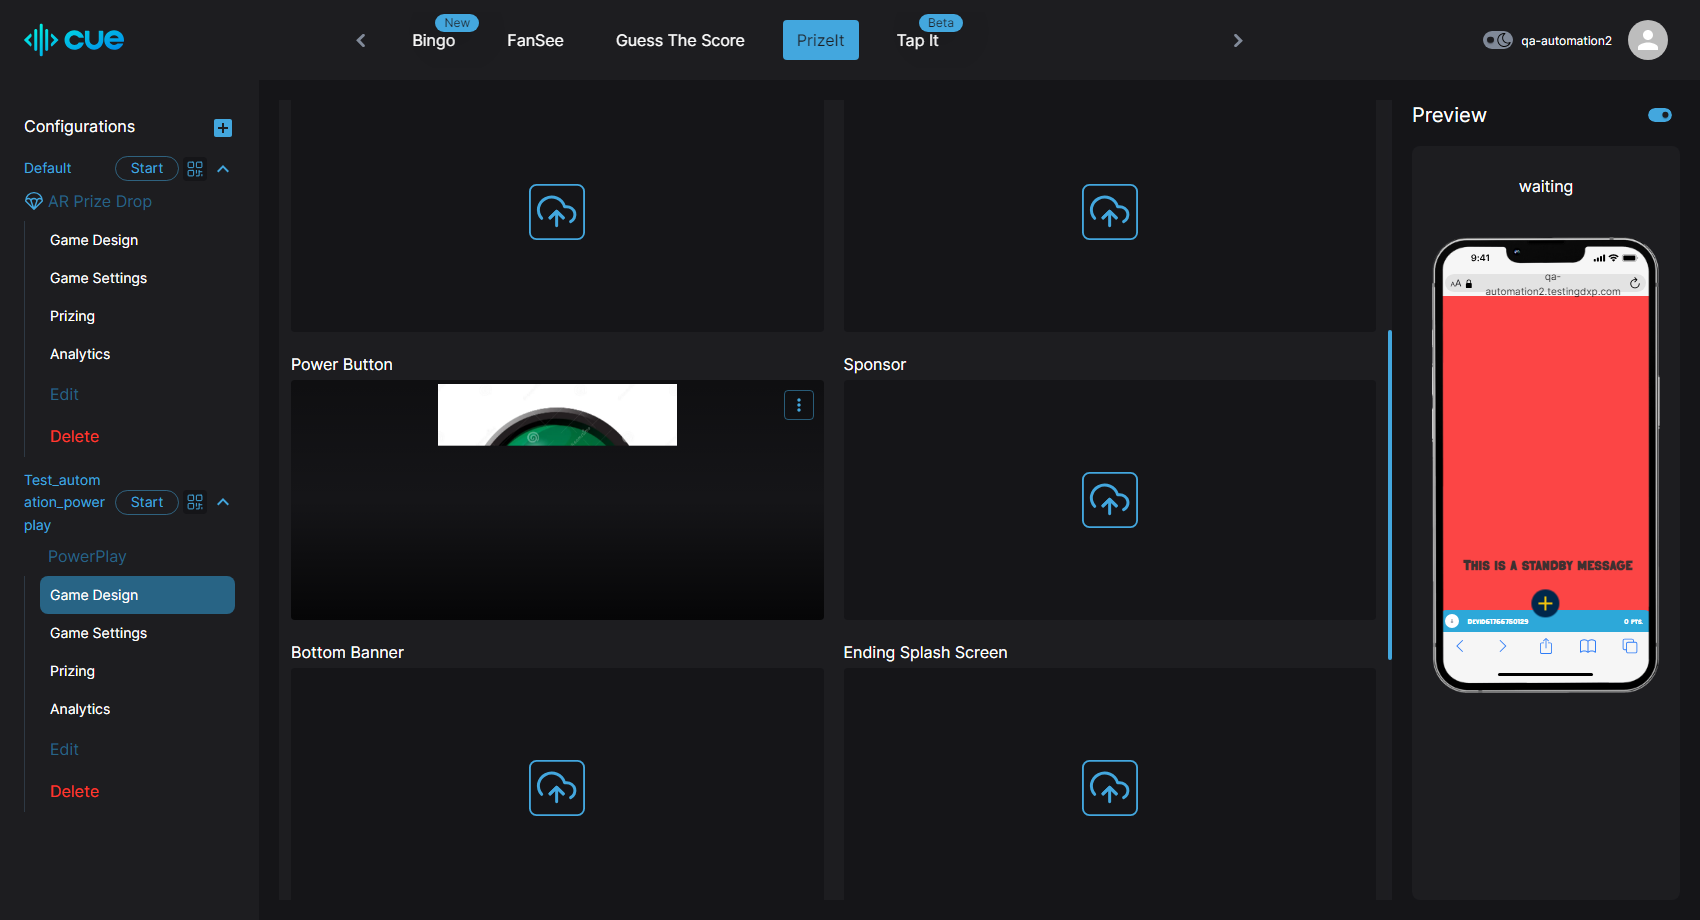 cue
New
Beta
Bingo
FanSee
Guess The Score
PrizeIt
Tap It
qa-automation2
Configurations
Default
Start
AR Prize Drop
Game Design
Game Settings
Prizing
Analytics
Edit
Delete
Test_autom
ation_power
play
Start
PowerPlay
Game Design
Game Settings
Prizing
Analytics
Edit
Delete
Power Button
Sponsor
Bottom Banner
Ending Splash Screen
Preview
waiting
9:41
AA
qa-
automation2.testingdxp.com
This is a standby message
0 PTS.